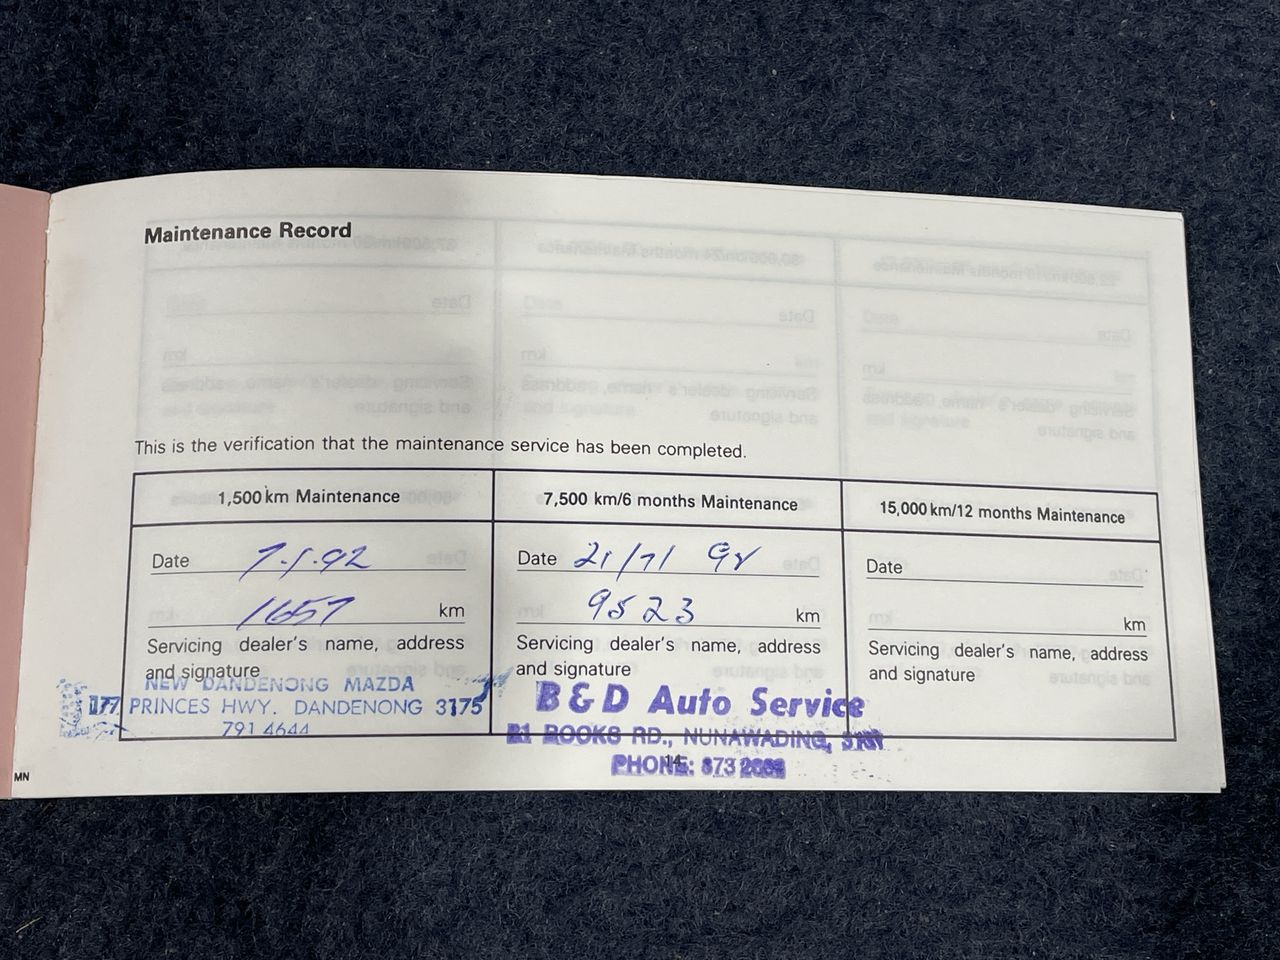 Maintenance Record
This is the verification that the maintenance service has been completed.
1,500 km Maintenance
Date 7.1.92
1657 km
Servicing dealer's name, address
and signature
NEW DANDENONG MAZDA
177 PRINCES HWY. DANDENONG 3175
791 4644
7,500 km/6 months Maintenance
Date 21/71 92
9523 km
Servicing dealer's name, address
and signature
B & D Auto Service
ROOKS RD., NUNAWADING,
PHONE: 873
15,000 km/12 months Maintenance
Date
km
Servicing dealer's name, address
and signature
14
MN